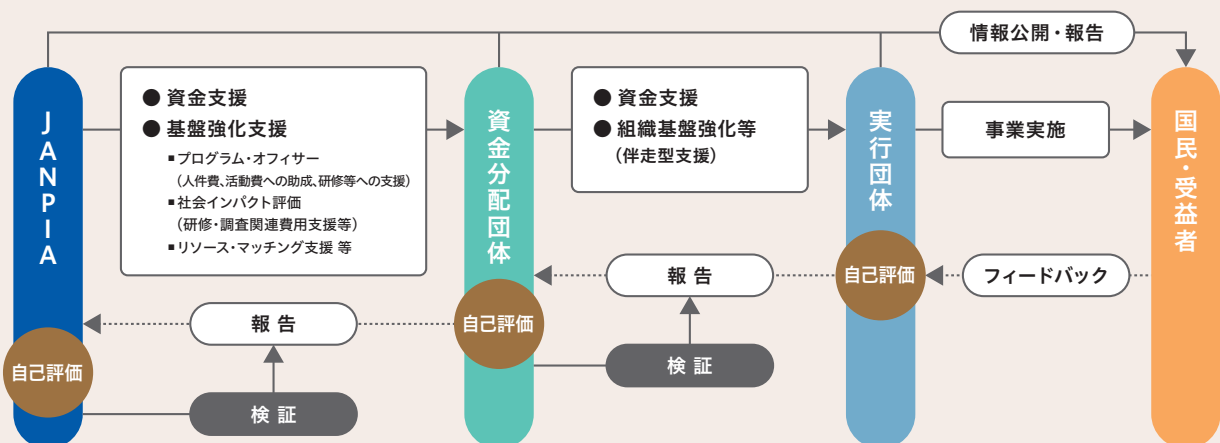 情報公開・報告
JANPIA
● 資金支援
● 基盤強化支援
▪プログラム・オフィサー
（人件費、活動費への助成、研修等への支援）
▪社会インパクト評価
（研修・調査関連費用支援等）
▪リソース・マッチング支援 等
資金分配団体
● 資金支援
● 組織基盤強化等
（伴走型支援）
実行団体
事業実施
国民・受益者
フィードバック
自己評価
報告
検証
自己評価
報告
検証
自己評価